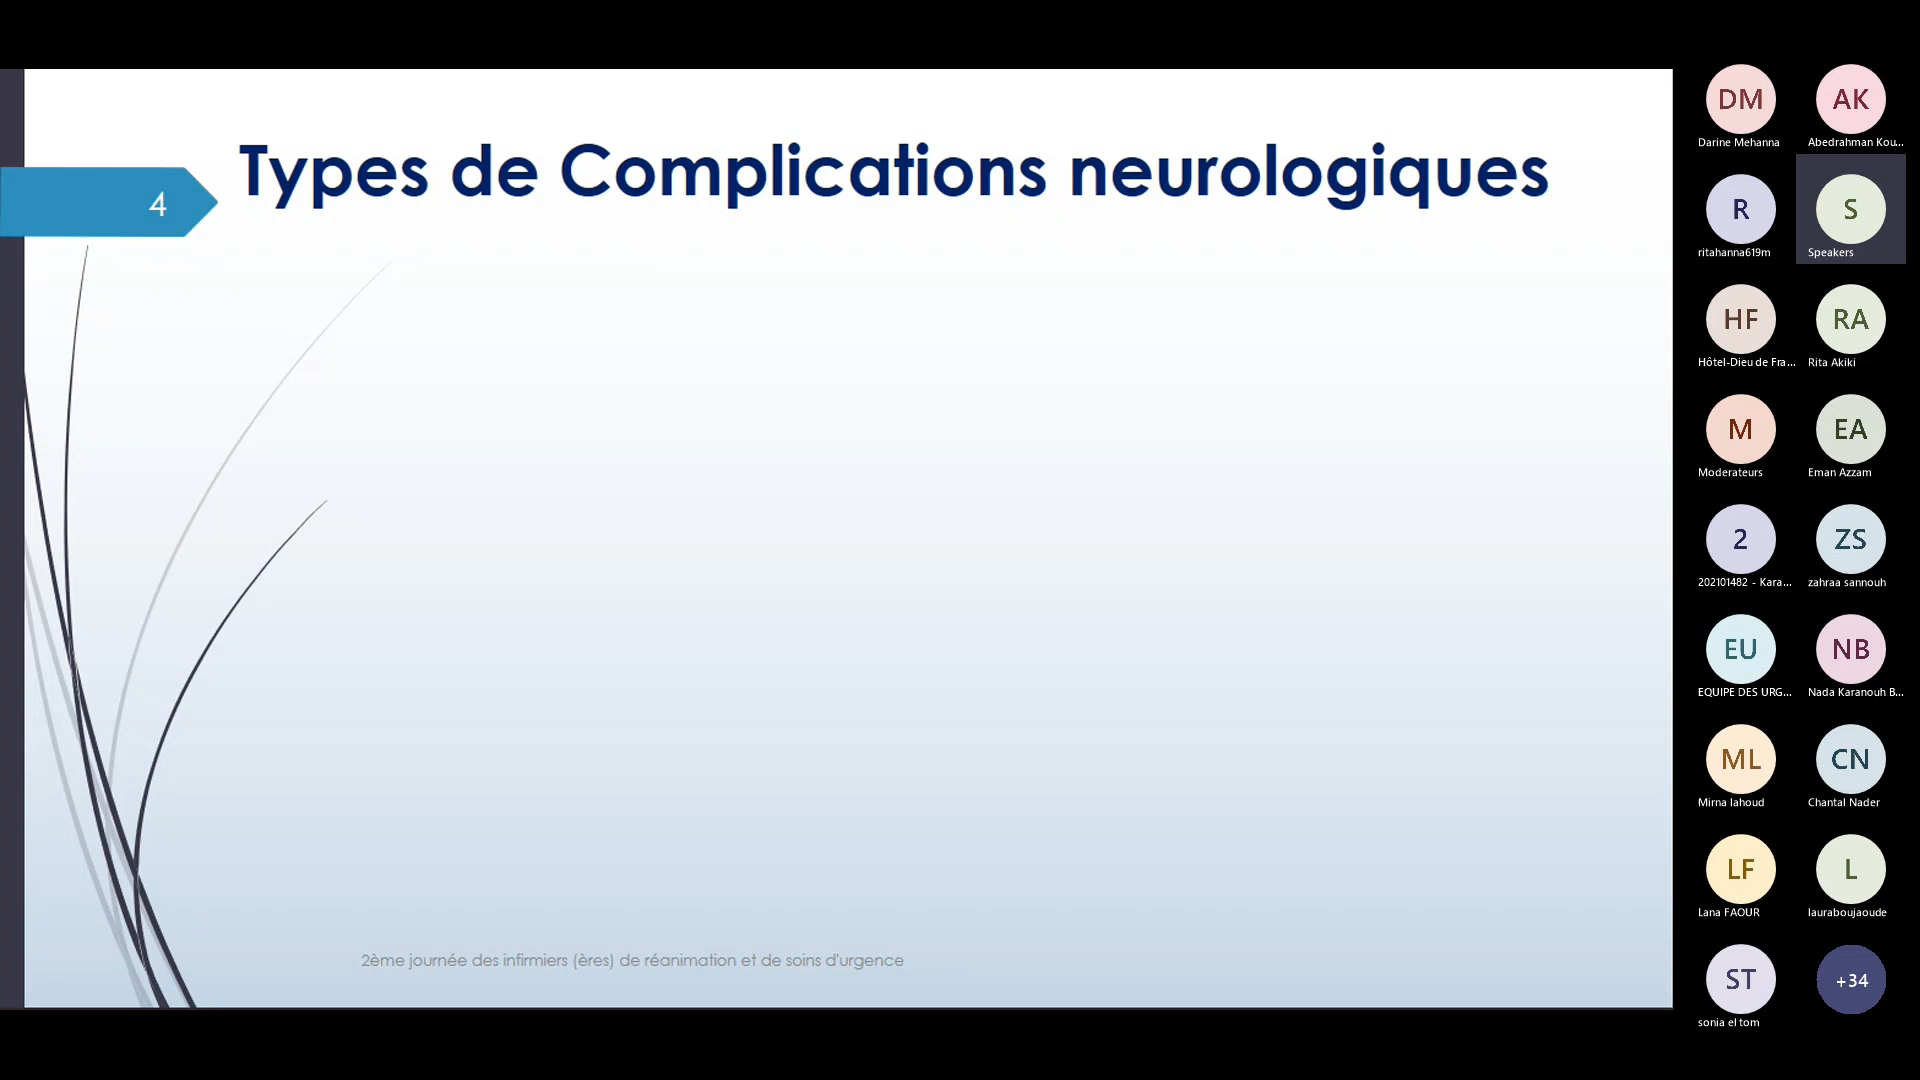 Types de Complications neurologiques
4
2ème journée des infirmiers (ères) de réanimation et de soins d'urgence
DM
Darine Mehanna
AK
Abedrahman Kou...
R
ritahanna619m
S
Speakers
HF
Hôtel-Dieu de Fra...
RA
Rita Akiki
M
Moderateurs
EA
Eman Azzam
2
202101482 - Kara...
ZS
zahraa sannouh
EU
EQUIPE DES URG...
NB
Nada Karanouh B...
ML
Mirna lahoud
CN
Chantal Nader
LF
Lana FAOUR
L
lauraboujaoude
ST
sonia el tom
+34